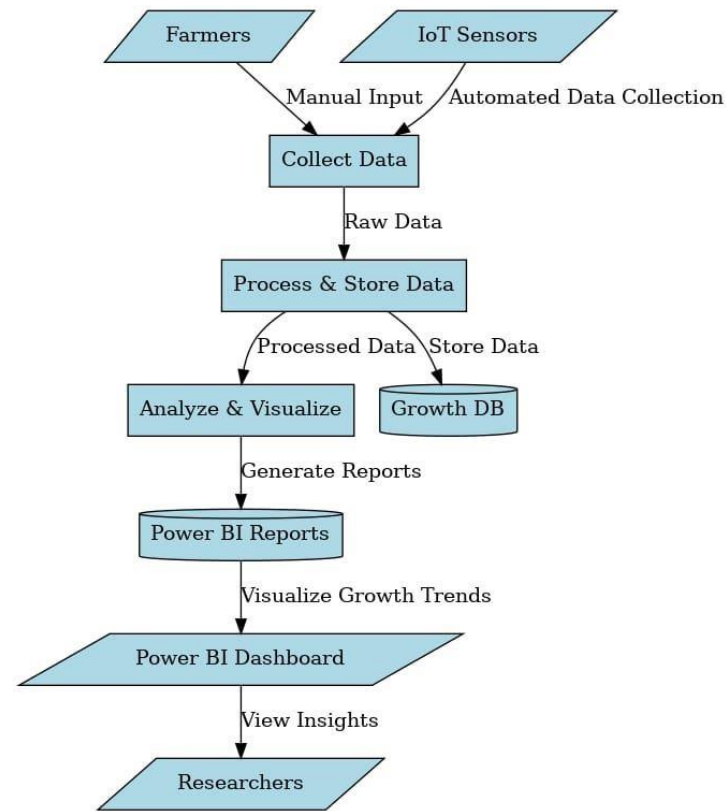 Farmers
IoT Sensors
Manual Input
Automated Data Collection
Collect Data
Raw Data
Process & Store Data
Processed Data
Store Data
Analyze & Visualize
Growth DB
Generate Reports
Power BI Reports
Visualize Growth Trends
Power BI Dashboard
View Insights
Researchers